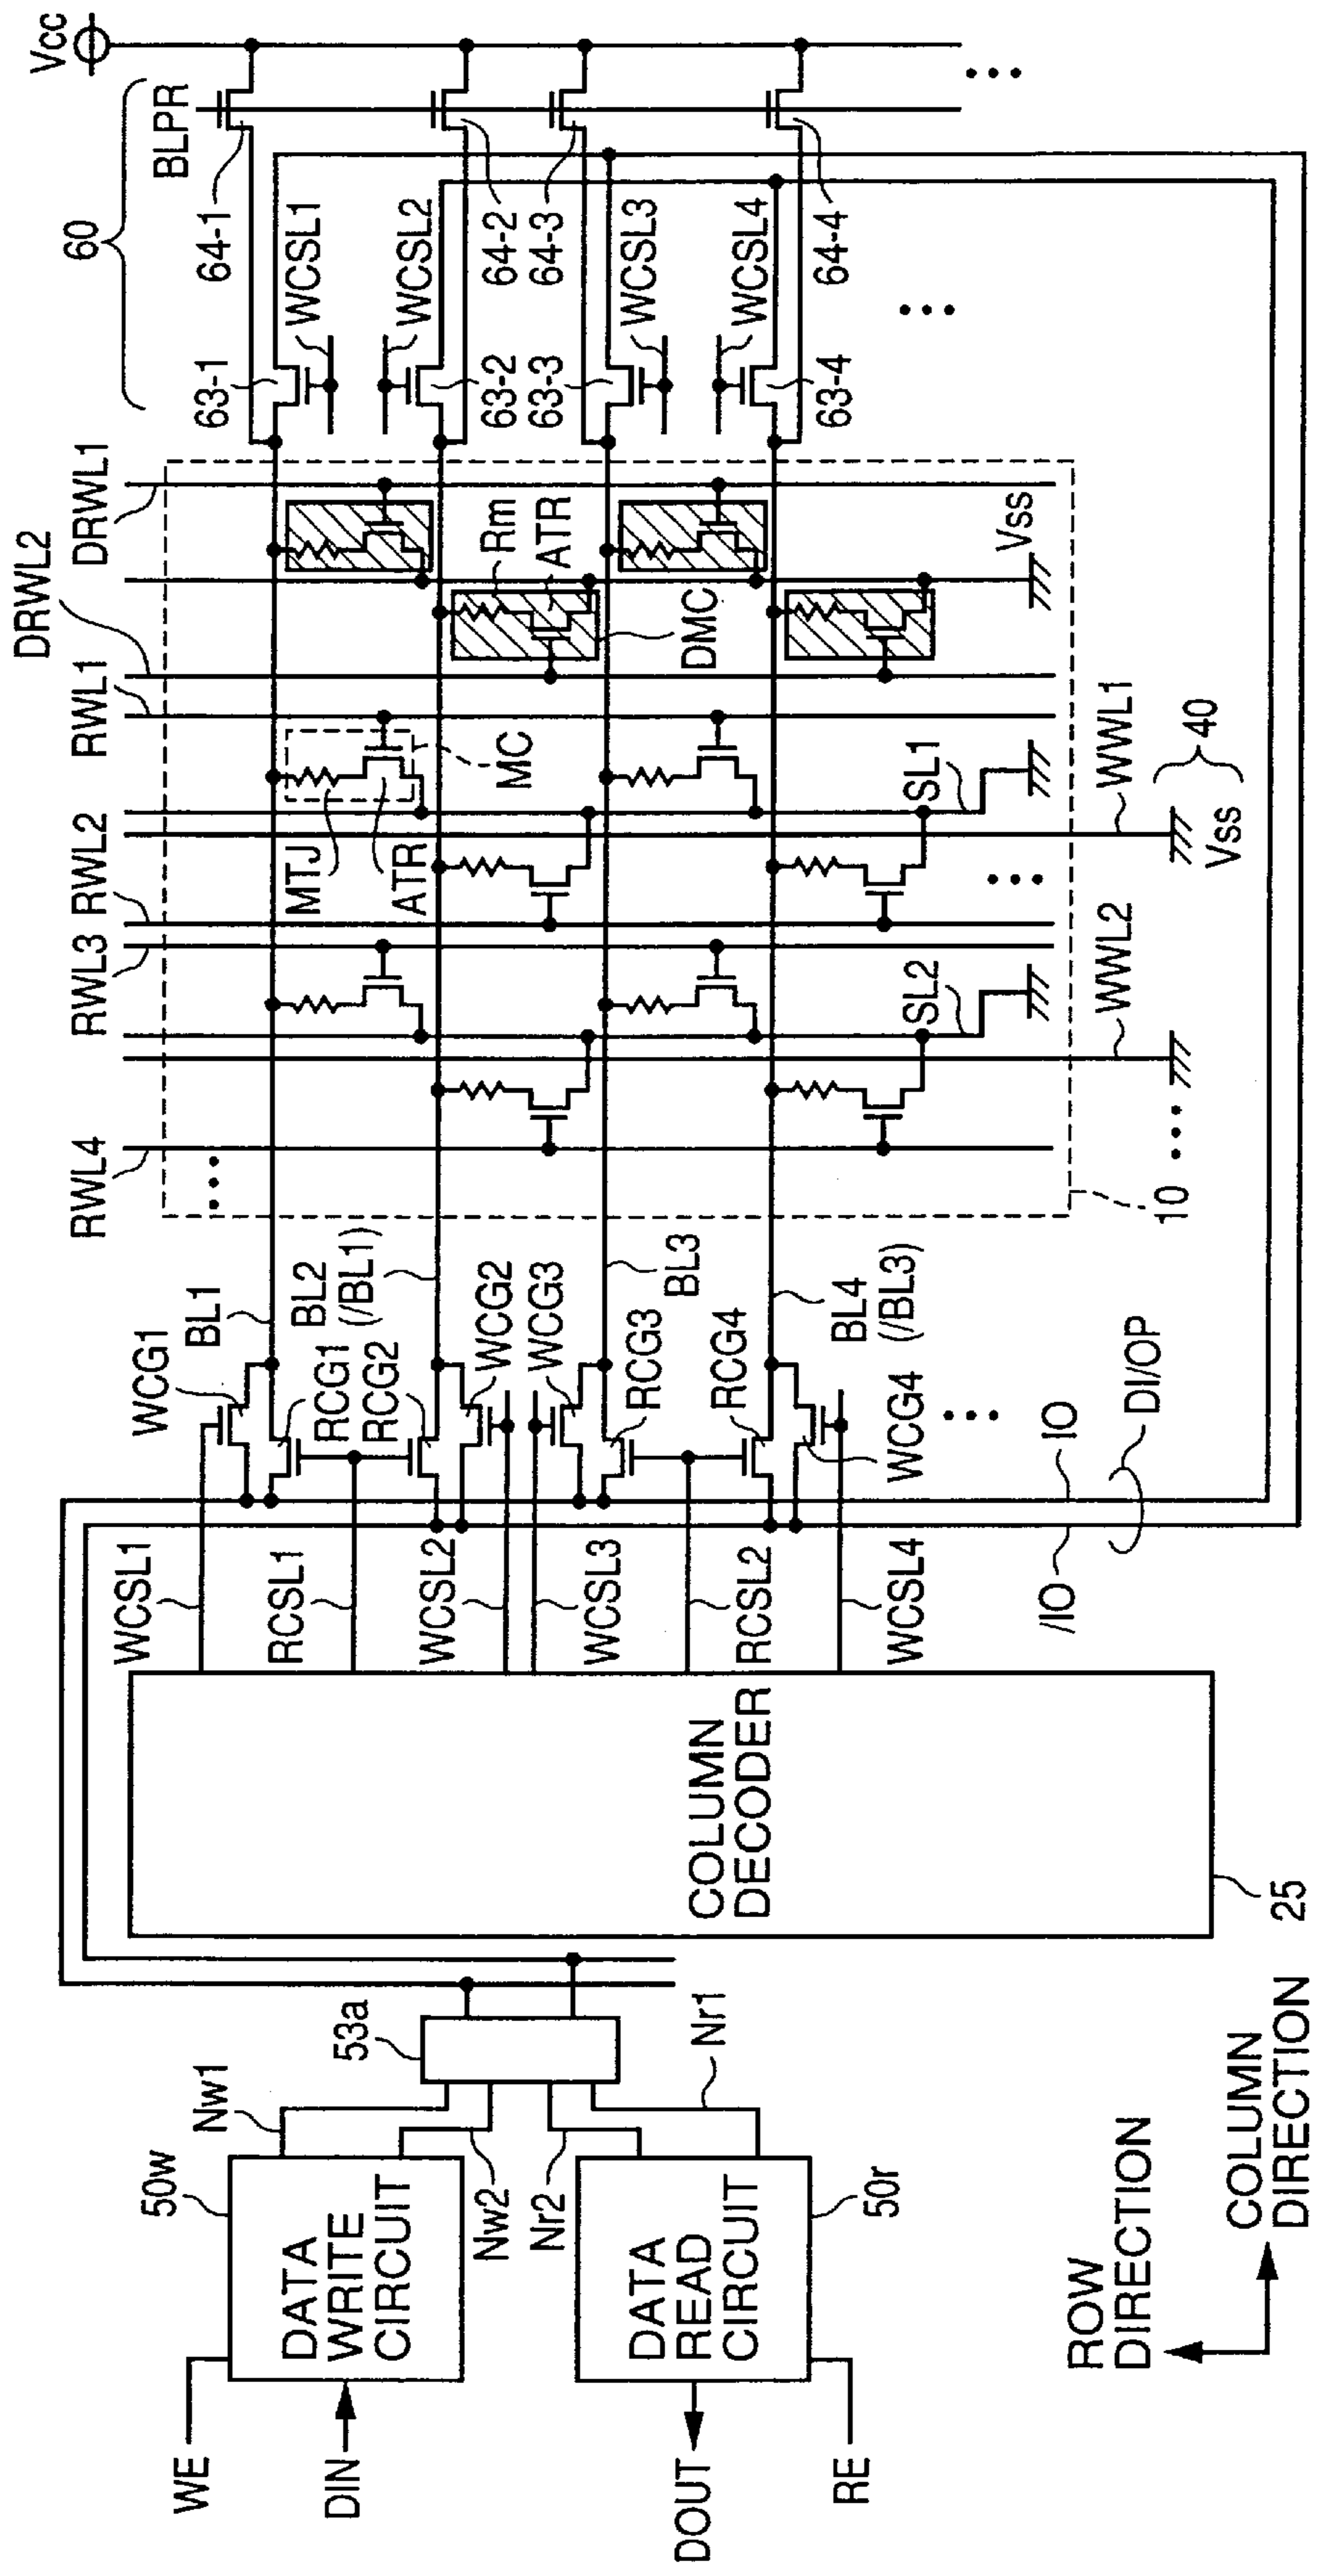 Vcc
60
BLPR
64-1
WCSL1
WCSL2
64-2
64-3
WCSL3
WCSL4
64-4
63-1
63-2
63-3
63-4
DRWL1
DRWL2
RWL1
RWL2
RWL3
RWL4
Rm
ATR
DMC
Vss
MTJ
ATR
MC
SL1
SL2
WWL1
40
Vss
WWL2
10
BL1
BL2
(/BL1)
BL3
BL4
(/BL3)
WCG1
RCG1
RCG2
WCG2
WCG3
RCG3
RCG4
WCG4
IO
/IO
DI/OP
WCSL1
RCSL1
WCSL2
WCSL3
RCSL2
WCSL4
COLUMN
DECODER
25
53a
Nw1
Nw2
Nr2
Nr1
50w
DATA
WRITE
CIRCUIT
50r
DATA
READ
CIRCUIT
WE
DIN
DOUT
RE
ROW
DIRECTION
COLUMN
DIRECTION